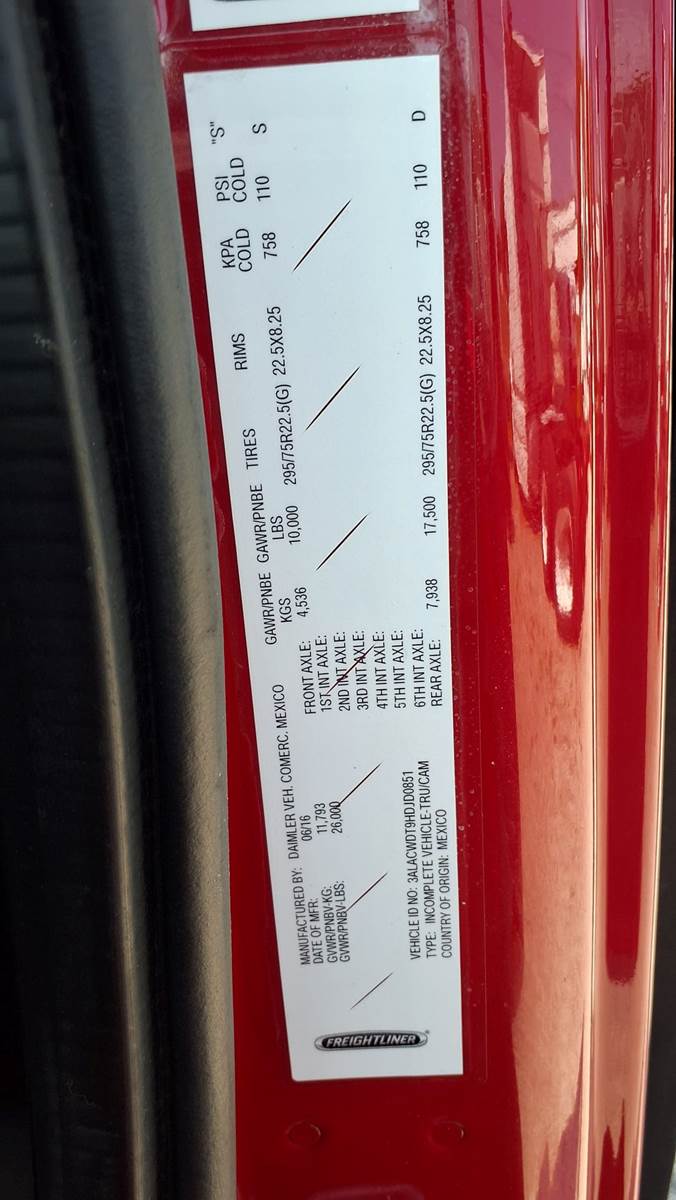 FREIGHTLINER
MANUFACTURED BY: DAIMLER VEH. COMERC. MEXICO
DATE OF MFR: 06/16
GVWR/PNBV-KG: 11,793
GVWR/PNBV-LBS: 26,000
VEHICLE ID NO: 3ALACWDT9HDJD0851
TYPE: INCOMPLETE VEHICLE-TRU/CAM
COUNTRY OF ORIGIN: MEXICO
GAWR/PNBE GAWR/PNBE TIRES RIMS KPA PSI "S"
KGS LBS COLD COLD
FRONT AXLE: 4,536 10,000 295/75R22.5(G) 22.5X8.25 758 110 S
1ST INT AXLE:
2ND INT AXLE:
3RD INT AXLE:
4TH INT AXLE:
5TH INT AXLE:
6TH INT AXLE:
REAR AXLE: 7,938 17,500 295/75R22.5(G) 22.5X8.25 758 110 D